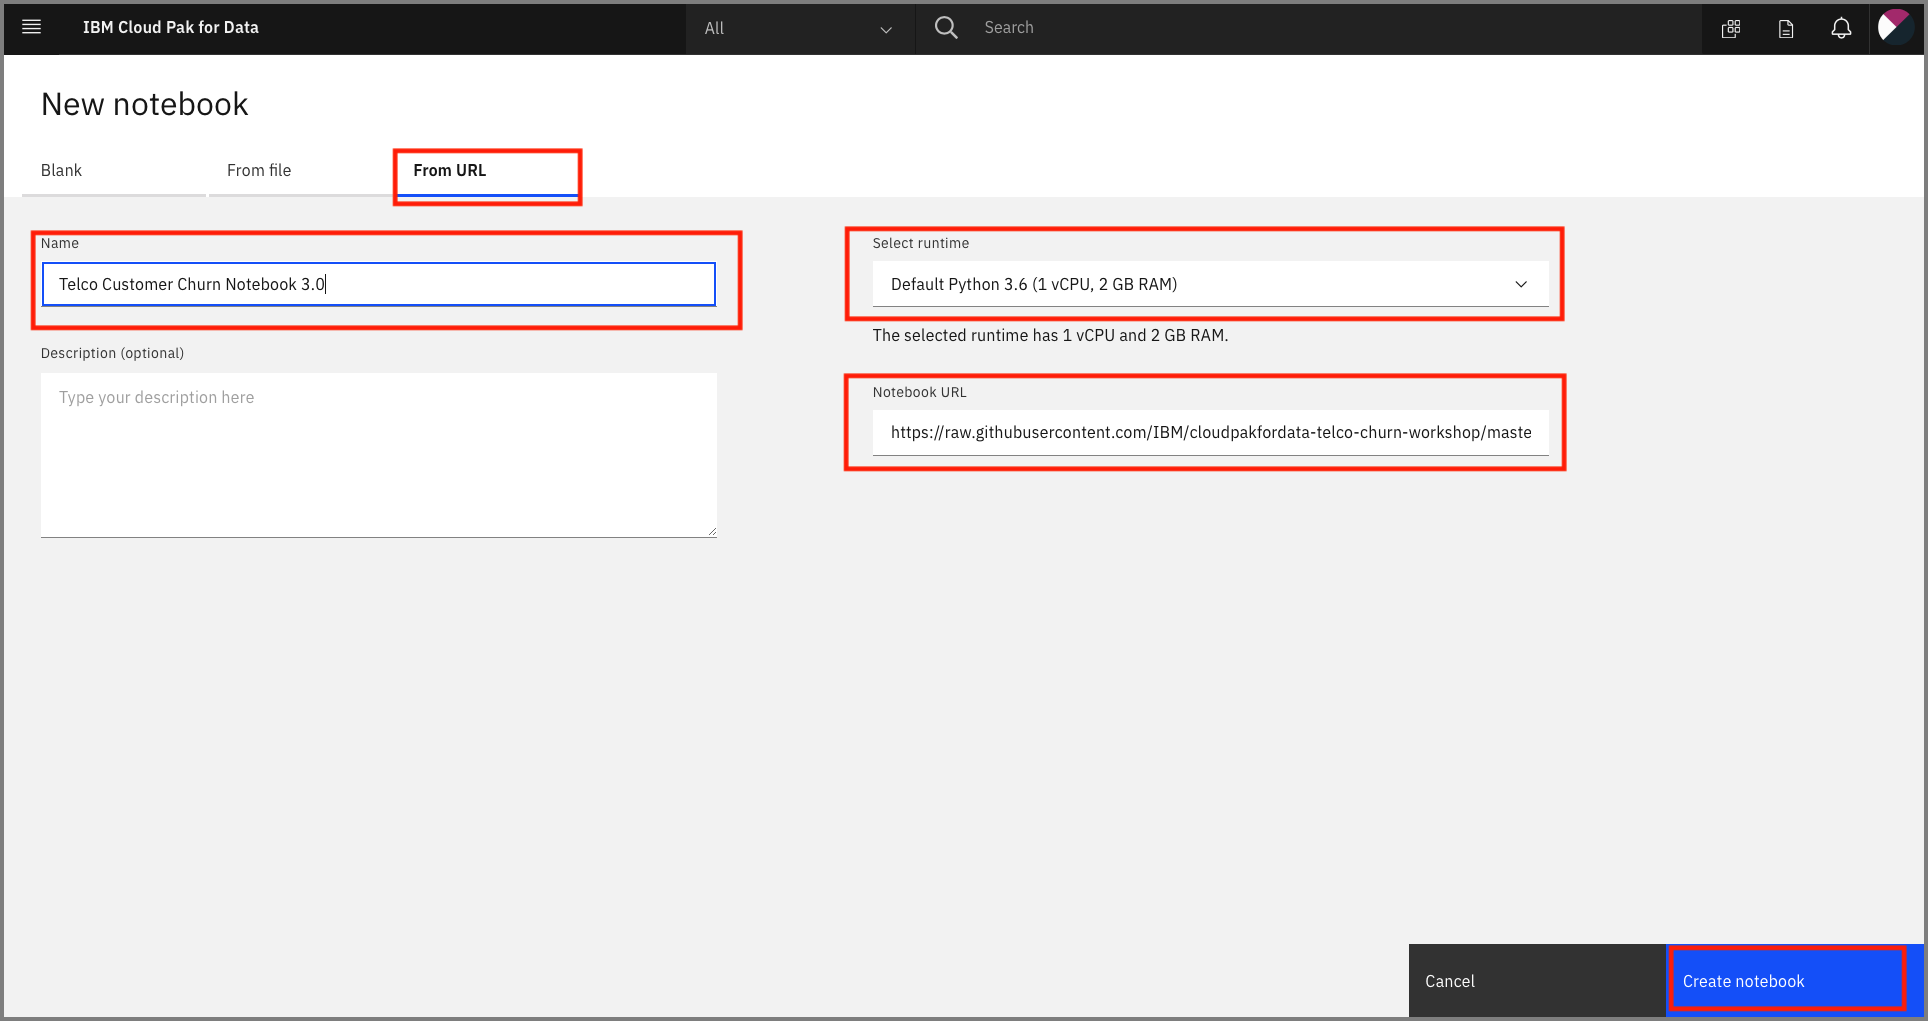 IBM Cloud Pak for Data
All
Search
New notebook
Blank
From file
From URL
Name
Telco Customer Churn Notebook 3.0
Description (optional)
Type your description here
Select runtime
Default Python 3.6 (1 vCPU, 2 GB RAM)
The selected runtime has 1 vCPU and 2 GB RAM.
Notebook URL
https://raw.githubusercontent.com/IBM/cloudpakfordata-telco-churn-workshop/maste
Cancel
Create notebook